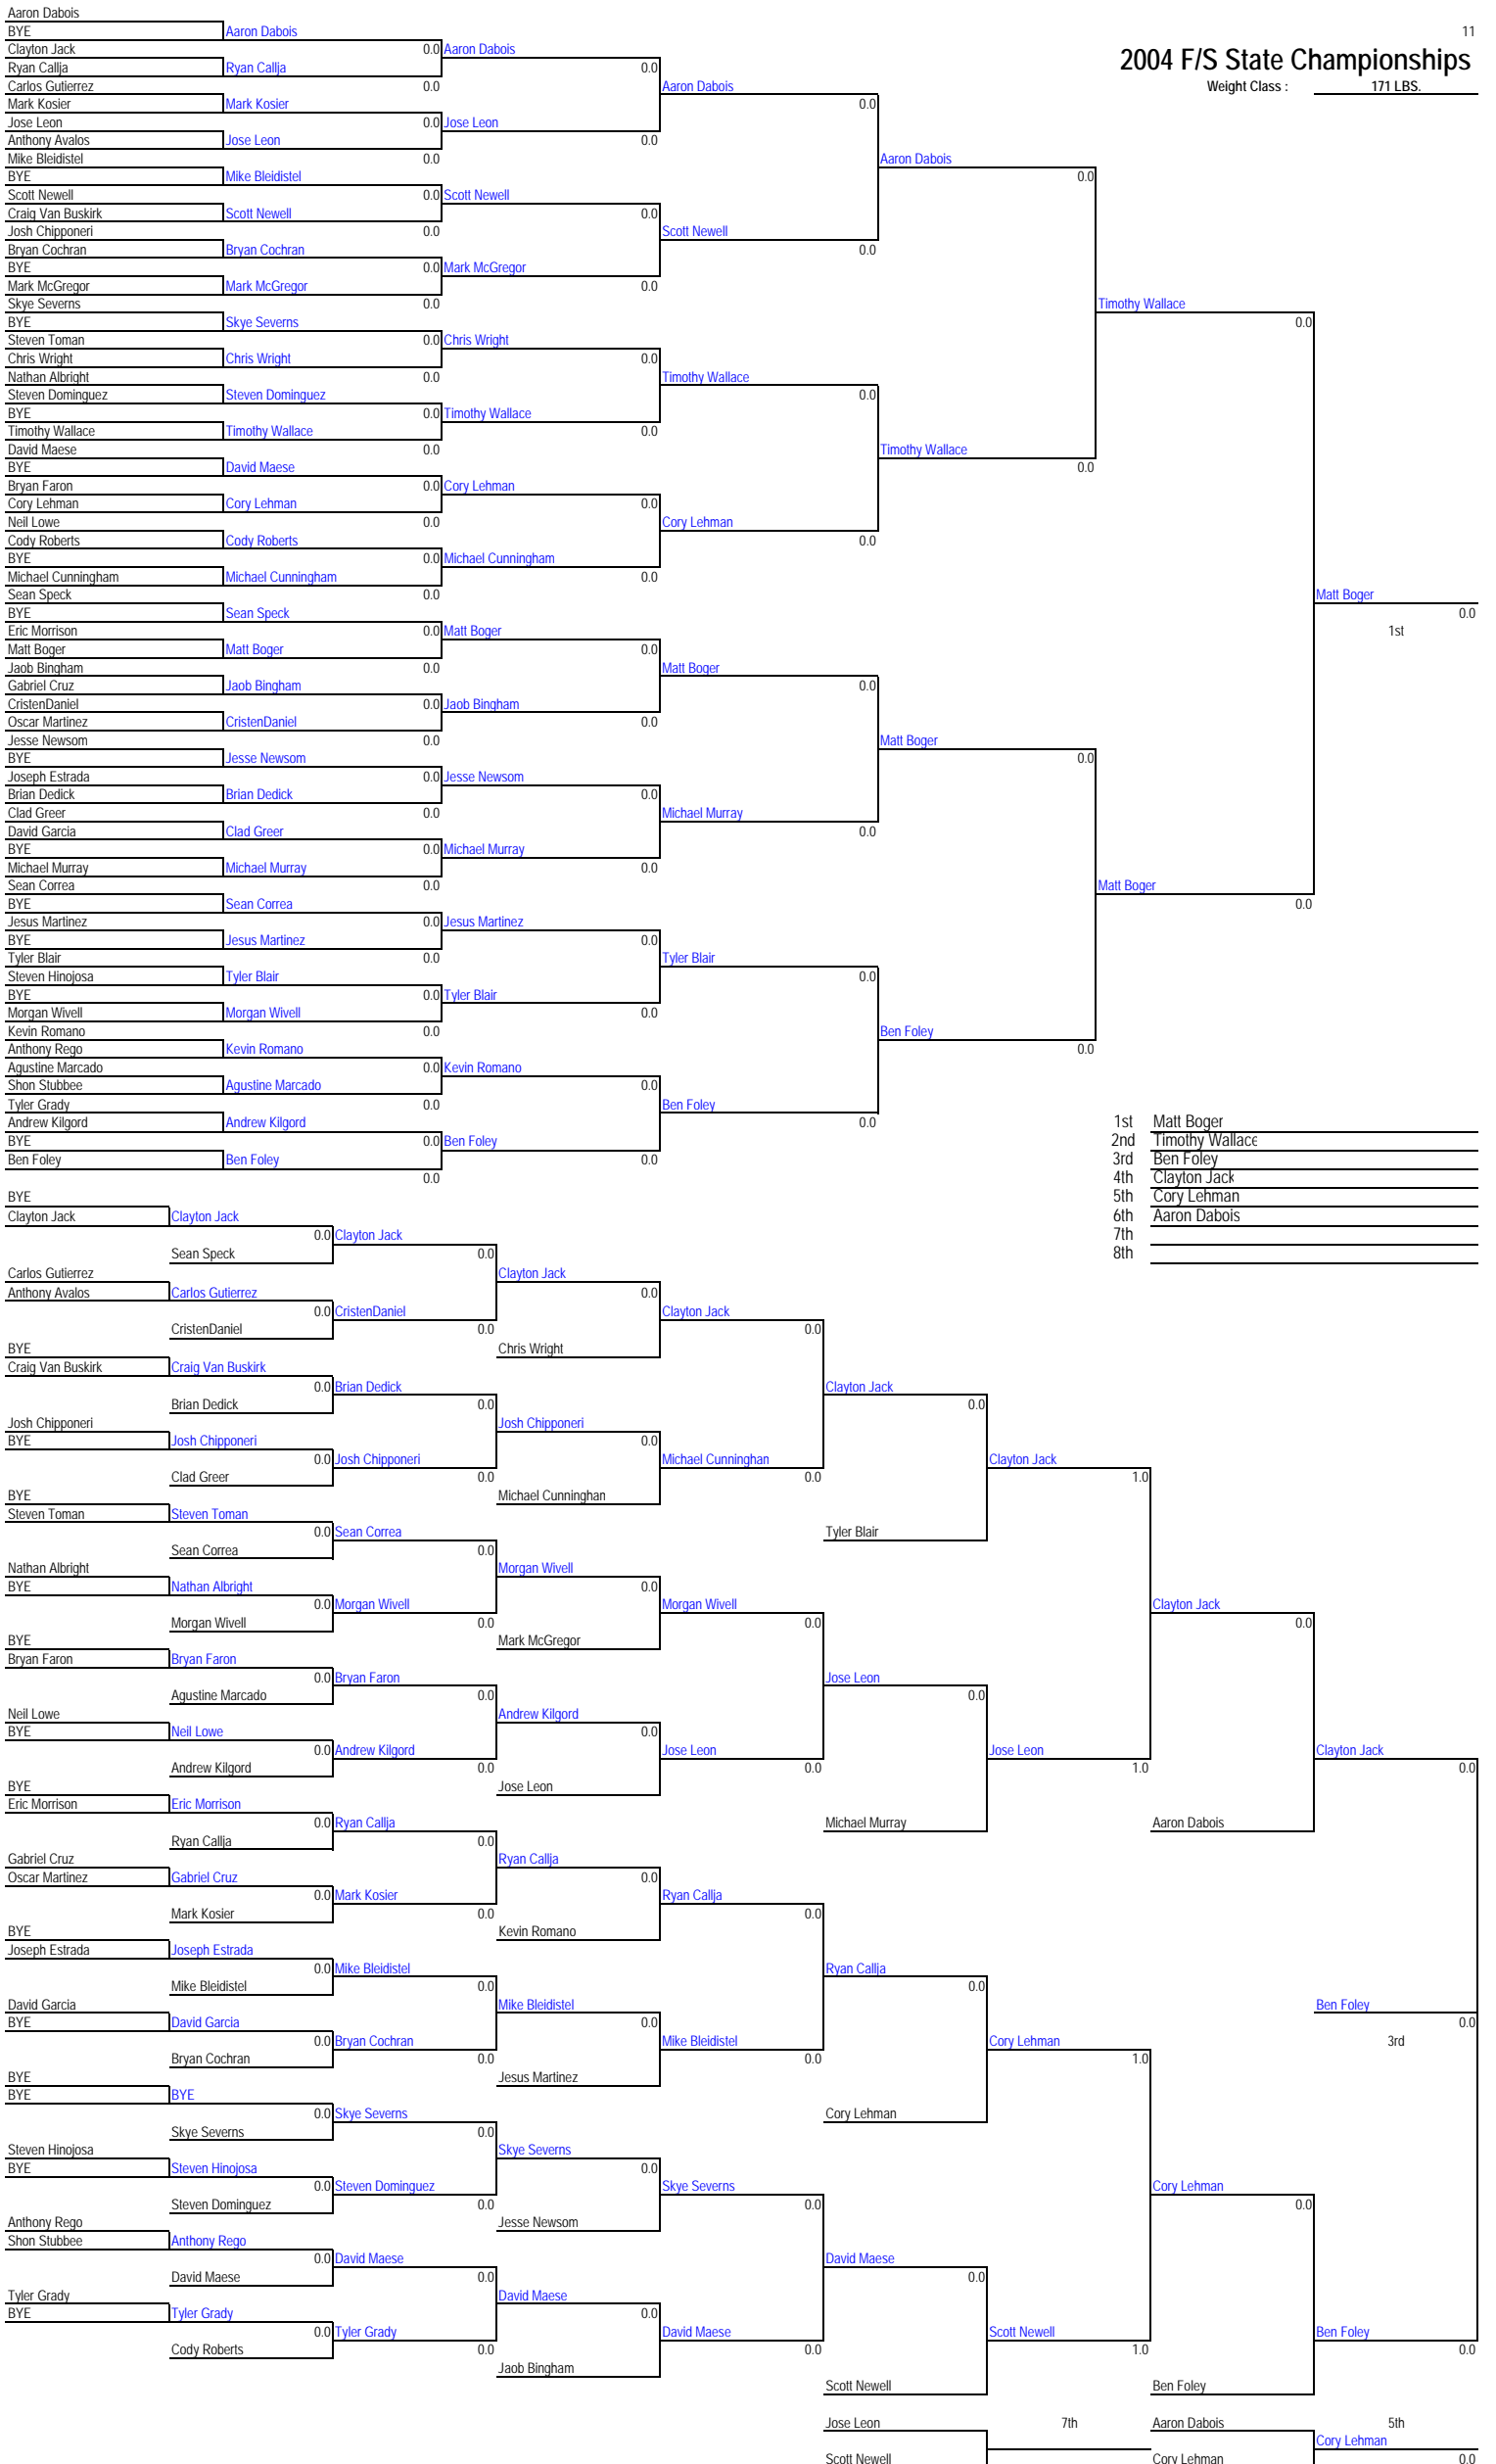 11
2004 F/S State Championships
Weight Class : 171 LBS.
Aaron Dabois
BYE Aaron Dabois
Clayton Jack 0.0 Aaron Dabois
Ryan Callja Ryan Callja 0.0
Carlos Gutierrez 0.0 Aaron Dabois
Mark Kosier Mark Kosier 0.0
Jose Leon 0.0 Jose Leon
Anthony Avalos Jose Leon 0.0
Mike Bleidistel 0.0 Aaron Dabois
BYE Mike Bleidistel 0.0
Scott Newell 0.0 Scott Newell
Craig Van Buskirk Scott Newell 0.0
Josh Chipponeri 0.0 Scott Newell
Bryan Cochran Bryan Cochran 0.0
BYE 0.0 Mark McGregor
Mark McGregor Mark McGregor 0.0
Skye Severns 0.0 Timothy Wallace
BYE Skye Severns 0.0
Steven Toman 0.0 Chris Wright
Chris Wright Chris Wright 0.0
Nathan Albright 0.0 Timothy Wallace
Steven Dominguez Steven Dominguez 0.0
BYE 0.0 Timothy Wallace
Timothy Wallace Timothy Wallace 0.0
David Maese 0.0 Timothy Wallace
BYE David Maese 0.0
Bryan Faron 0.0 Cory Lehman
Cory Lehman Cory Lehman 0.0
Neil Lowe 0.0 Cory Lehman
Cody Roberts Cody Roberts 0.0
BYE 0.0 Michael Cunningham
Michael Cunningham Michael Cunningham 0.0
Sean Speck 0.0 Matt Boger
BYE Sean Speck 0.0
Eric Morrison 0.0 Matt Boger 1st
Matt Boger Matt Boger 0.0
Jaob Bingham 0.0 Matt Boger
Gabriel Cruz Jaob Bingham 0.0
CristenDaniel 0.0 Jaob Bingham
Oscar Martinez CristenDaniel 0.0
Jesse Newsom 0.0 Matt Boger
BYE Jesse Newsom 0.0
Joseph Estrada 0.0 Jesse Newsom
Brian Dedick Brian Dedick 0.0
Clad Greer 0.0 Michael Murray
David Garcia Clad Greer 0.0
BYE 0.0 Michael Murray
Michael Murray Michael Murray 0.0
Sean Correa 0.0 Matt Boger
BYE Sean Correa 0.0
Jesus Martinez 0.0 Jesus Martinez
BYE Jesus Martinez 0.0
Tyler Blair 0.0 Tyler Blair
Steven Hinojosa Tyler Blair 0.0
BYE 0.0 Tyler Blair
Morgan Wivell Morgan Wivell 0.0
Kevin Romano 0.0 Ben Foley
Anthony Rego Kevin Romano 0.0
Agustine Marcado 0.0 Kevin Romano
Shon Stubbee Agustine Marcado 0.0
Tyler Grady 0.0 Ben Foley
Andrew Kilgord Andrew Kilgord 0.0
BYE 0.0 Ben Foley
Ben Foley Ben Foley 0.0
0.0
1st Matt Boger
2nd Timothy Wallace
3rd Ben Foley
4th Clayton Jack
5th Cory Lehman
6th Aaron Dabois
7th
8th
BYE
Clayton Jack Clayton Jack
0.0 Clayton Jack
Sean Speck 0.0
Carlos Gutierrez Clayton Jack
Anthony Avalos Carlos Gutierrez 0.0
0.0 CristenDaniel Clayton Jack
CristenDaniel 0.0 0.0
BYE Chris Wright
Craig Van Buskirk Craig Van Buskirk
0.0 Brian Dedick Clayton Jack
Brian Dedick 0.0 0.0
Josh Chipponeri Josh Chipponeri
BYE Josh Chipponeri 0.0
0.0 Josh Chipponeri Michael Cunninghan Clayton Jack
Clad Greer 0.0 0.0 1.0
BYE Michael Cunninghan
Steven Toman Steven Toman
0.0 Sean Correa Tyler Blair
Sean Correa 0.0
Nathan Albright Morgan Wivell
BYE Nathan Albright 0.0
0.0 Morgan Wivell Morgan Wivell Clayton Jack
Morgan Wivell 0.0 0.0 0.0
BYE Mark McGregor
Bryan Faron Bryan Faron
0.0 Bryan Faron Jose Leon
Agustine Marcado 0.0 0.0
Neil Lowe Andrew Kilgord
BYE Neil Lowe 0.0
0.0 Andrew Kilgord Jose Leon Jose Leon Clayton Jack
Andrew Kilgord 0.0 0.0 1.0 0.0
BYE Jose Leon
Eric Morrison Eric Morrison
0.0 Ryan Callja Michael Murray Aaron Dabois
Ryan Callja 0.0
Gabriel Cruz Ryan Callja
Oscar Martinez Gabriel Cruz 0.0
0.0 Mark Kosier Ryan Callja
Mark Kosier 0.0 0.0
BYE Kevin Romano
Joseph Estrada Joseph Estrada
0.0 Mike Bleidistel Ryan Callja
Mike Bleidistel 0.0 0.0
David Garcia Mike Bleidistel Ben Foley
BYE David Garcia 0.0 0.0
0.0 Bryan Cochran Mike Bleidistel Cory Lehman 3rd
Bryan Cochran 0.0 0.0 1.0
BYE Jesus Martinez
BYE BYE
0.0 Skye Severns Cory Lehman
Skye Severns 0.0
Steven Hinojosa Skye Severns
BYE Steven Hinojosa 0.0
0.0 Steven Dominguez Skye Severns Cory Lehman
Steven Dominguez 0.0 0.0 0.0
Anthony Rego Jesse Newsom
Shon Stubbee Anthony Rego
0.0 David Maese David Maese
David Maese 0.0 0.0
Tyler Grady David Maese
BYE Tyler Grady 0.0
0.0 Tyler Grady David Maese Scott Newell Ben Foley
Cody Roberts 0.0 0.0 1.0 0.0
Jaob Bingham
Scott Newell Ben Foley
Jose Leon 7th Aaron Dabois 5th
Cory Lehman
Scott Newell Cory Lehman 0.0